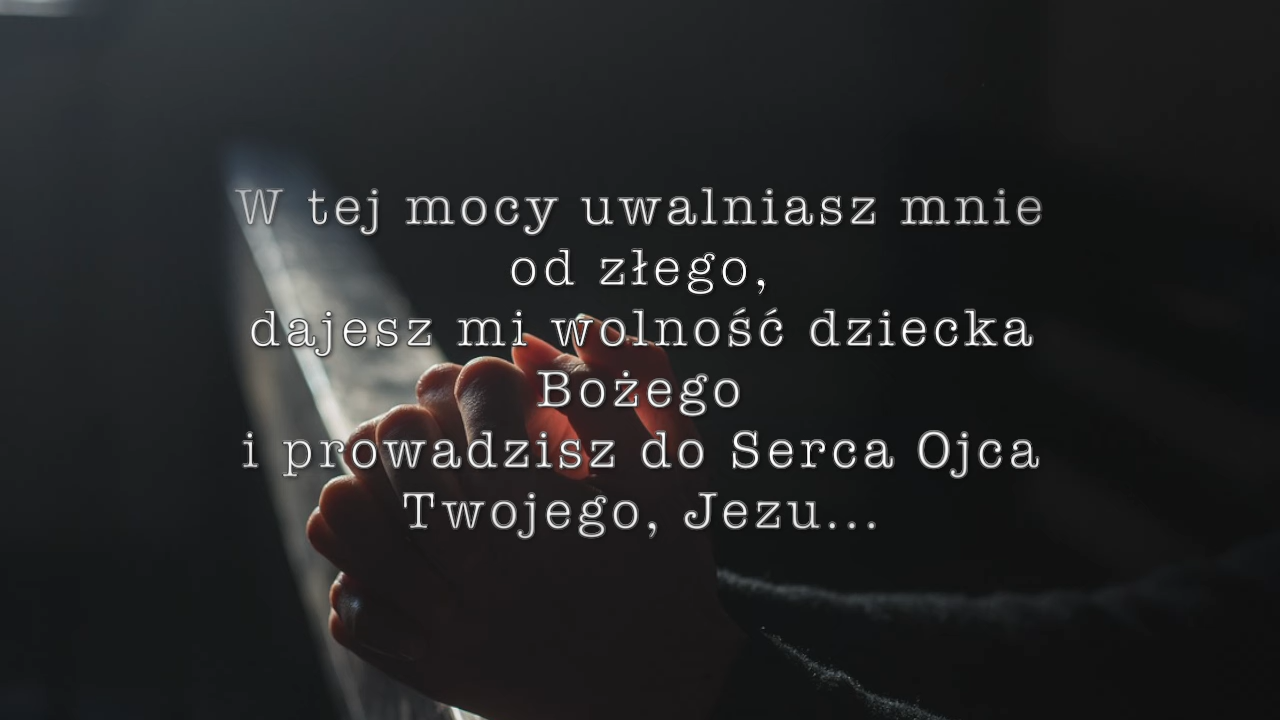 W tej mocy uwalniasz mnie
od złego,
dajesz mi wolność dziecka
Bożego
i prowadzisz do Serca Ojca
Twojego, Jezu...